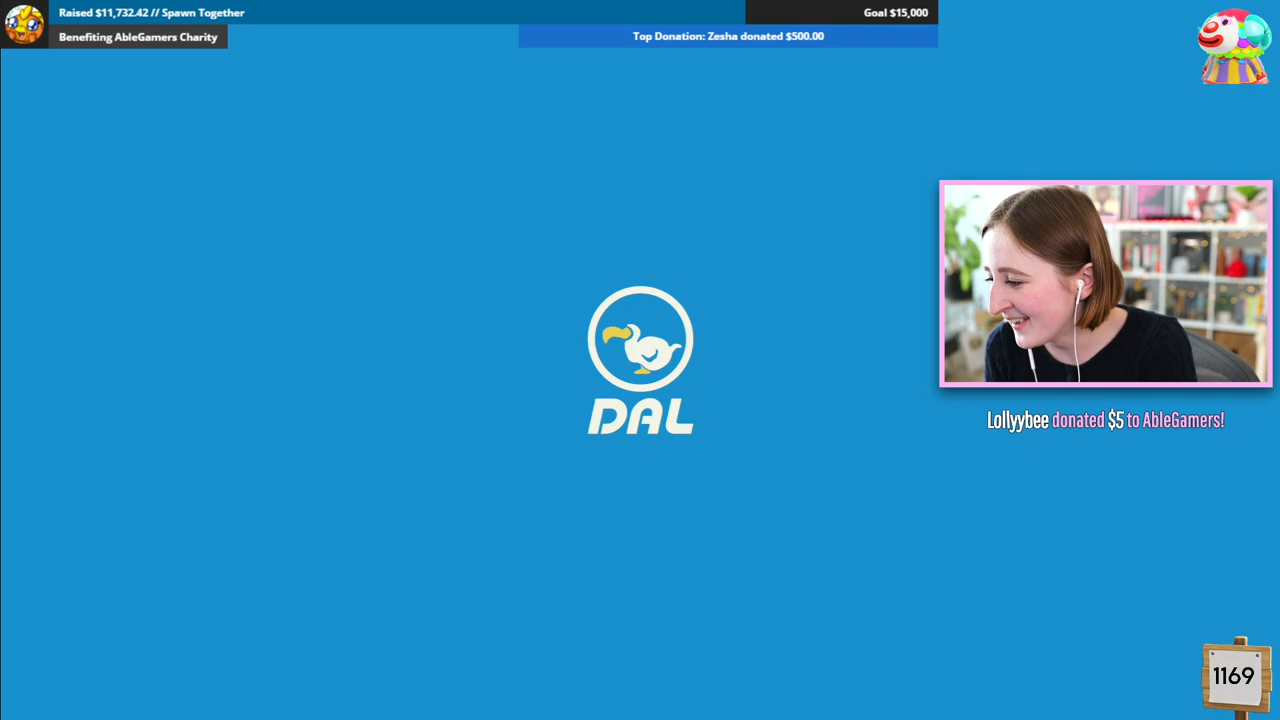 Raised $11,732.42 // Spawn Together
Goal $15,000
Benefiting AbleGamers Charity
Top Donation: Zesha donated $500.00
DAL
Lollyybee donated $5 to AbleGamers!
1169